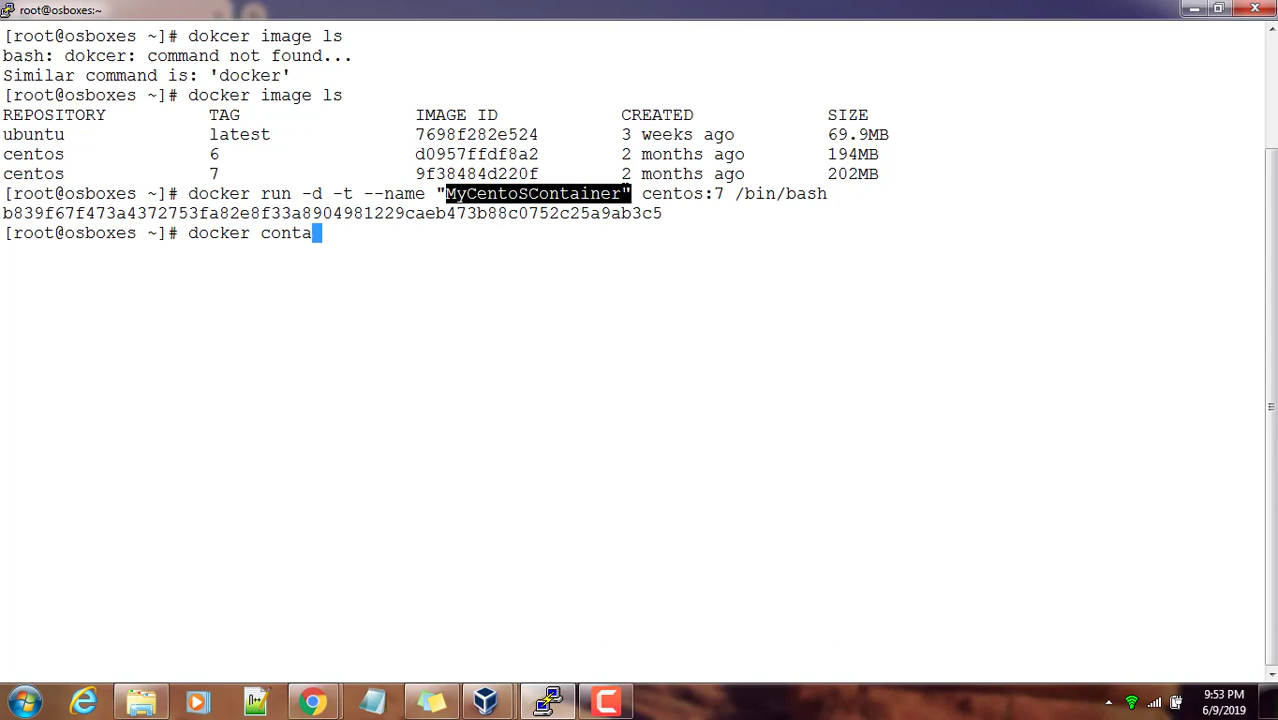 root@osboxes:~
[root@osboxes ~]# dokcer image ls
bash: dokcer: command not found...
Similar command is: 'docker'
[root@osboxes ~]# docker image ls
REPOSITORY TAG IMAGE ID CREATED SIZE
ubuntu latest 7698f282e524 3 weeks ago 69.9MB
centos 6 d0957ffdf8a2 2 months ago 194MB
centos 7 9f38484d220f 2 months ago 202MB
[root@osboxes ~]# docker run -d -t --name "MyCentoSContainer" centos:7 /bin/bash
b839f67f473a4372753fa82e8f33a8904981229caeb473b88c0752c25a9ab3c5
[root@osboxes ~]# docker conta
9:53 PM
6/9/2019